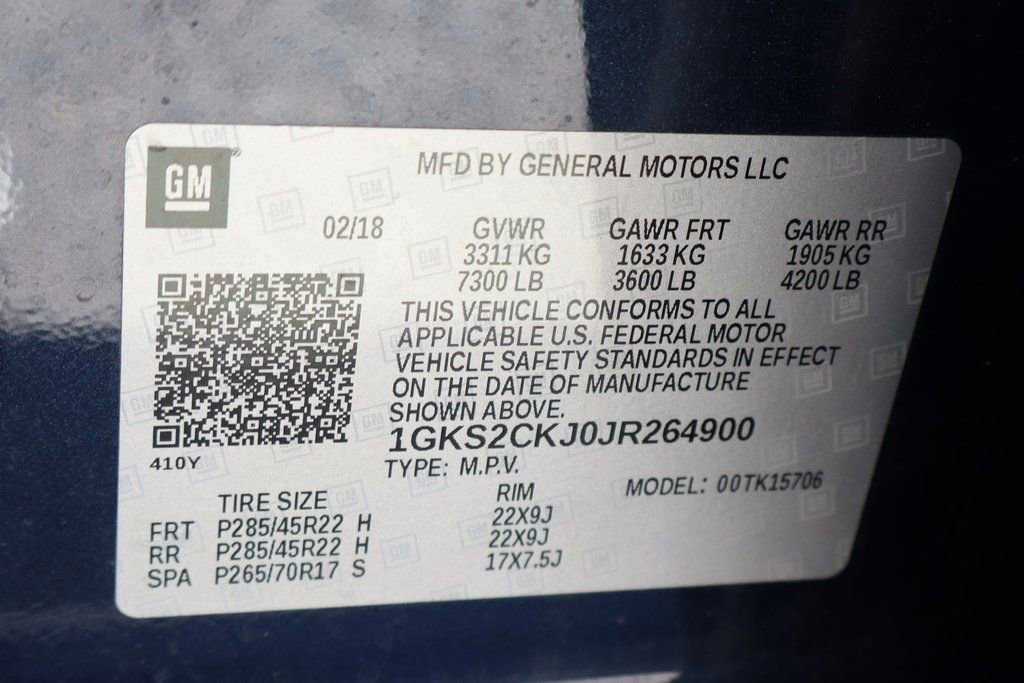 GM
MFD BY GENERAL MOTORS LLC
02/18 GVWR GAWR FRT GAWR RR
3311 KG 1633 KG 1905 KG
7300 LB 3600 LB 4200 LB
THIS VEHICLE CONFORMS TO ALL
APPLICABLE U.S. FEDERAL MOTOR
VEHICLE SAFETY STANDARDS IN EFFECT
ON THE DATE OF MANUFACTURE
SHOWN ABOVE.
1GKS2CKJ0JR264900
410Y
TYPE: M.P.V.
MODEL: 00TK15706
TIRE SIZE RIM
FRT P285/45R22 H 22X9J
RR P285/45R22 H 22X9J
SPA P265/70R17 S 17X7.5J